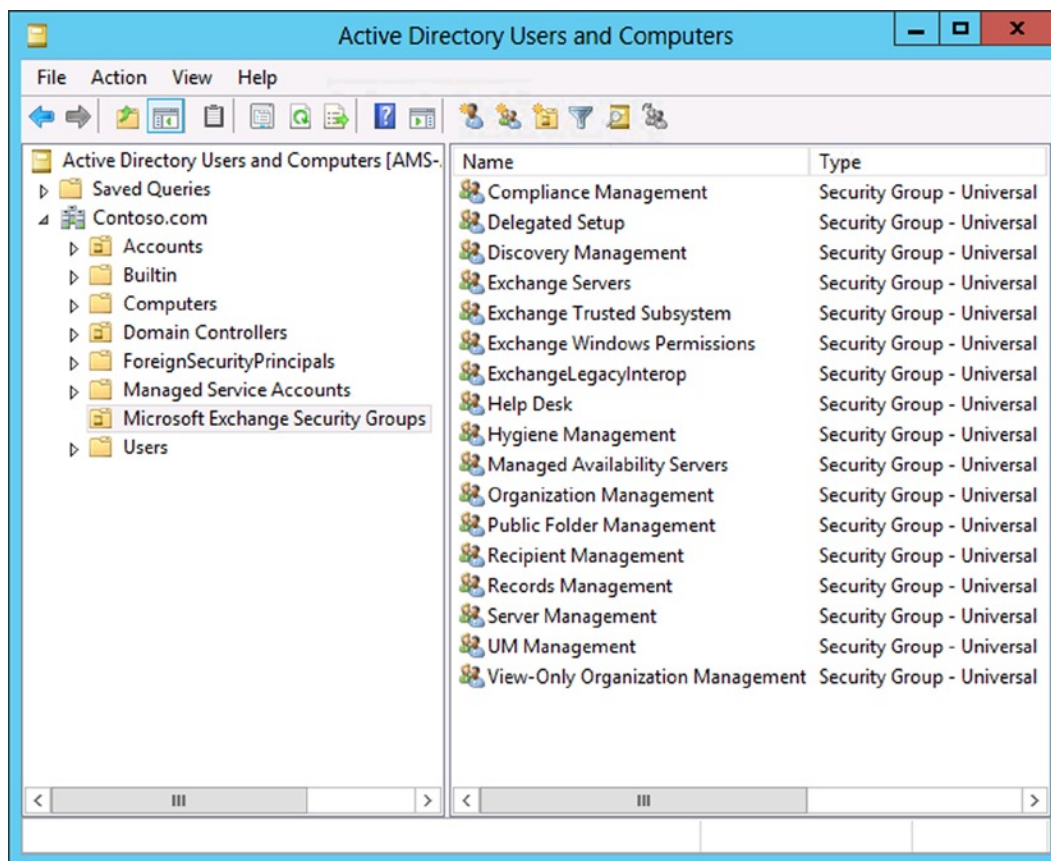 Active Directory Users and Computers
File Action View Help
Active Directory Users and Computers [AMS-.
Saved Queries
Contoso.com
Accounts
Builtin
Computers
Domain Controllers
ForeignSecurityPrincipals
Managed Service Accounts
Microsoft Exchange Security Groups
Users
Name Type
Compliance Management Security Group - Universal
Delegated Setup Security Group - Universal
Discovery Management Security Group - Universal
Exchange Servers Security Group - Universal
Exchange Trusted Subsystem Security Group - Universal
Exchange Windows Permissions Security Group - Universal
ExchangeLegacyInterop Security Group - Universal
Help Desk Security Group - Universal
Hygiene Management Security Group - Universal
Managed Availability Servers Security Group - Universal
Organization Management Security Group - Universal
Public Folder Management Security Group - Universal
Recipient Management Security Group - Universal
Records Management Security Group - Universal
Server Management Security Group - Universal
UM Management Security Group - Universal
View-Only Organization Management Security Group - Universal